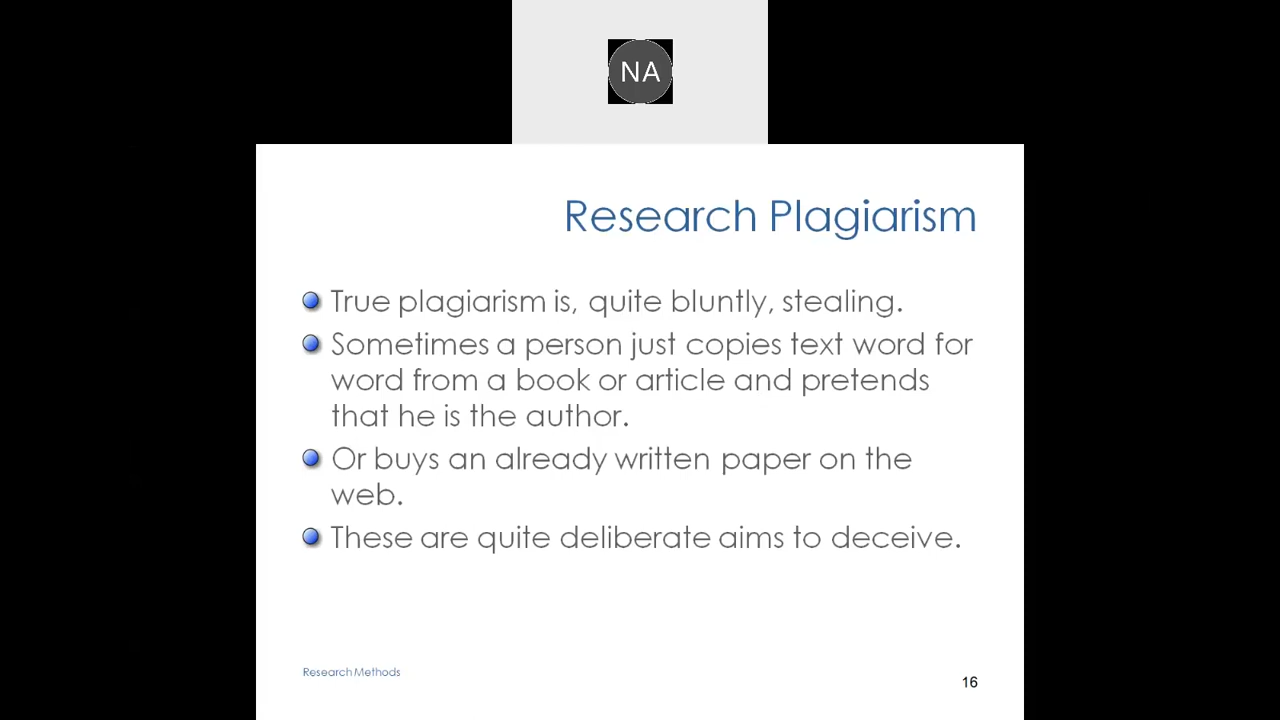 NA
Research Plagiarism
True plagiarism is, quite bluntly, stealing.
Sometimes a person just copies text word for
word from a book or article and pretends
that he is the author.
Or buys an already written paper on the
web.
These are quite deliberate aims to deceive.
Research Methods
16